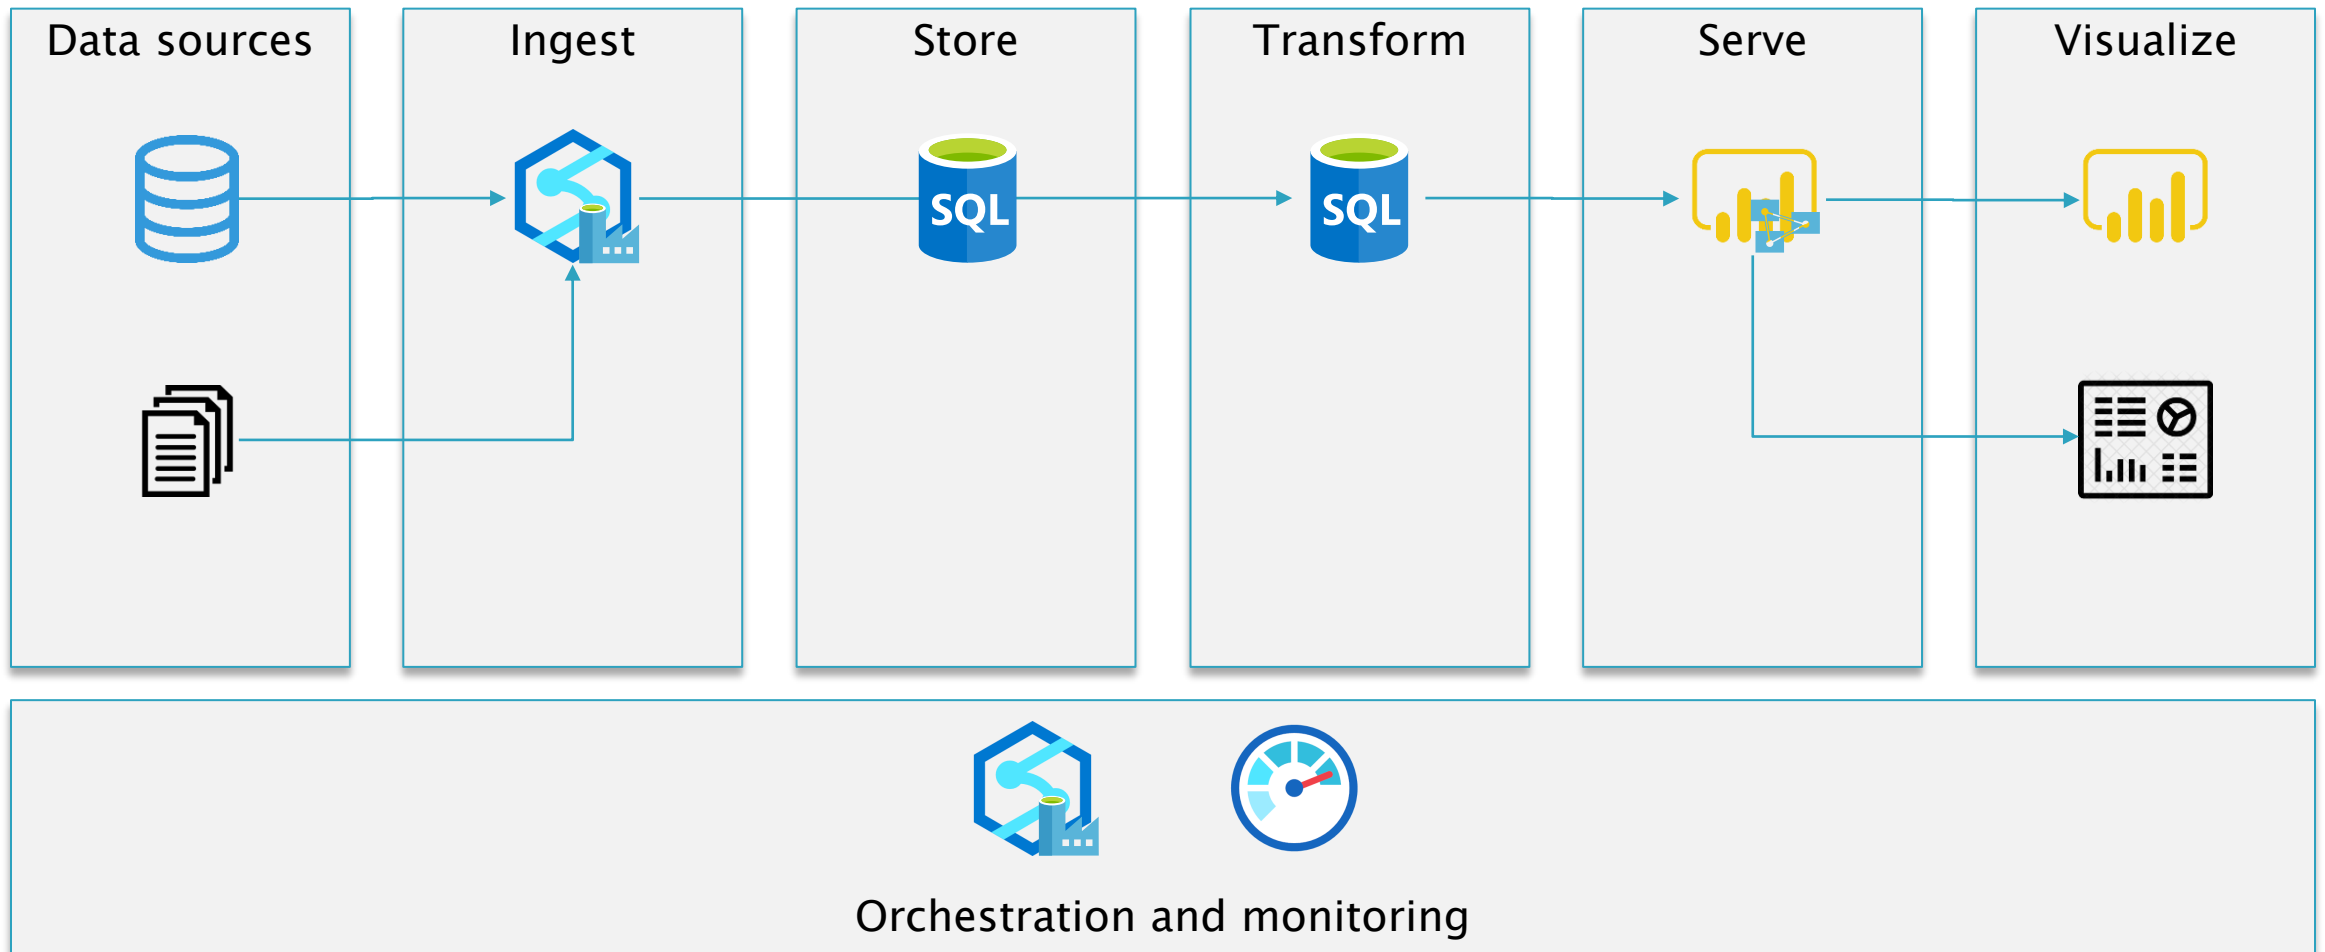 Data sources
Ingest
Store
Transform
Serve
Visualize
SQL
SQL
Orchestration and monitoring